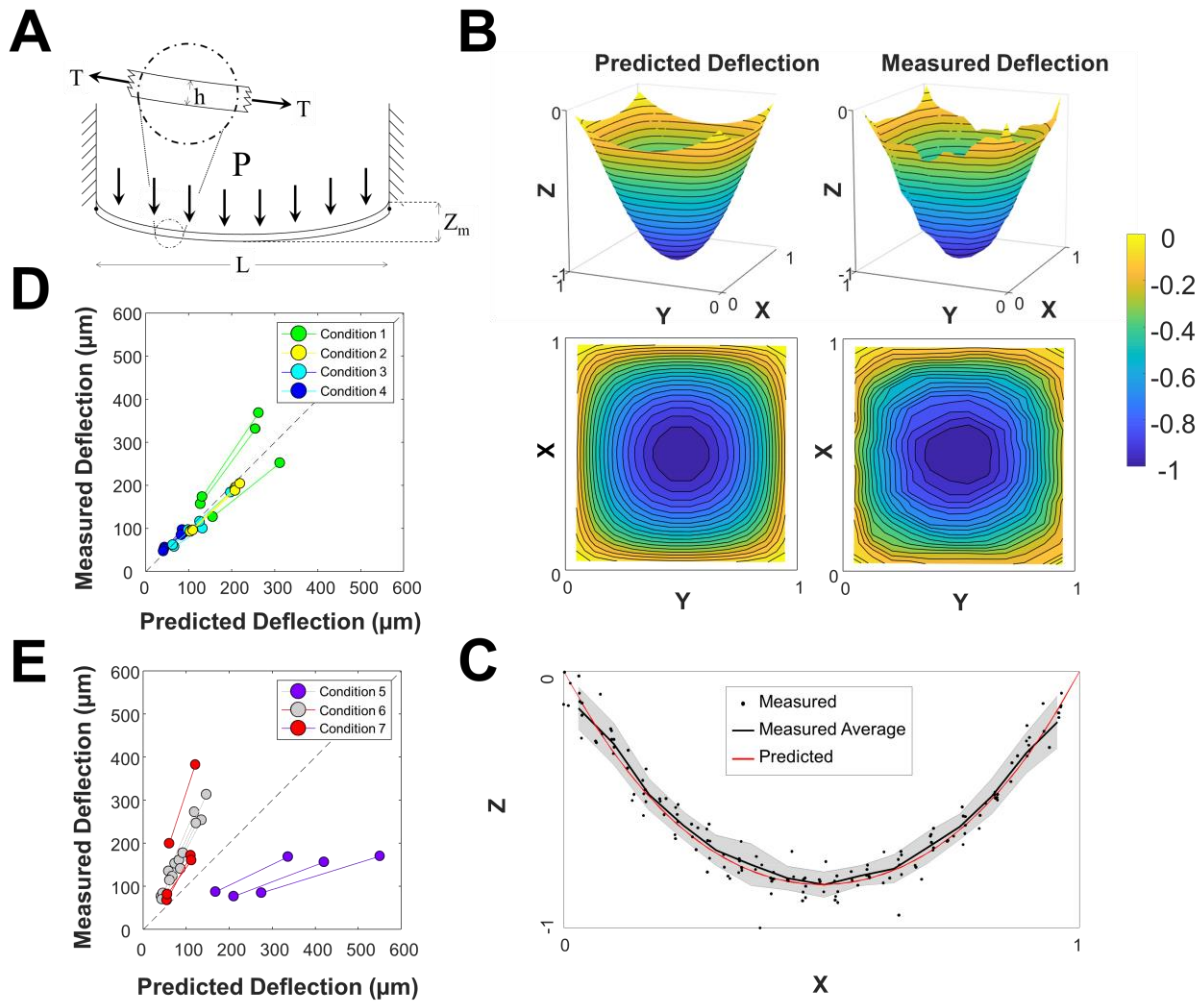 A
T
h
T
P
Zm
L
B
Predicted Deflection
Measured Deflection
0
Z
-1
1
Y
0
0
X
1
0
Z
-1
1
Y
0
0
X
1
0
-0.2
-0.4
-0.6
-0.8
-1
1
X
0
Y
1
1
X
0
Y
1
D
Measured Deflection (µm)
600
500
400
300
200
100
0
0 100 200 300 400 500 600
Predicted Deflection (µm)
Condition 1
Condition 2
Condition 3
Condition 4
E
Measured Deflection (µm)
600
500
400
300
200
100
0
0 100 200 300 400 500 600
Predicted Deflection (µm)
Condition 5
Condition 6
Condition 7
C
0
Z
-1
0
X
1
Measured
Measured Average
Predicted